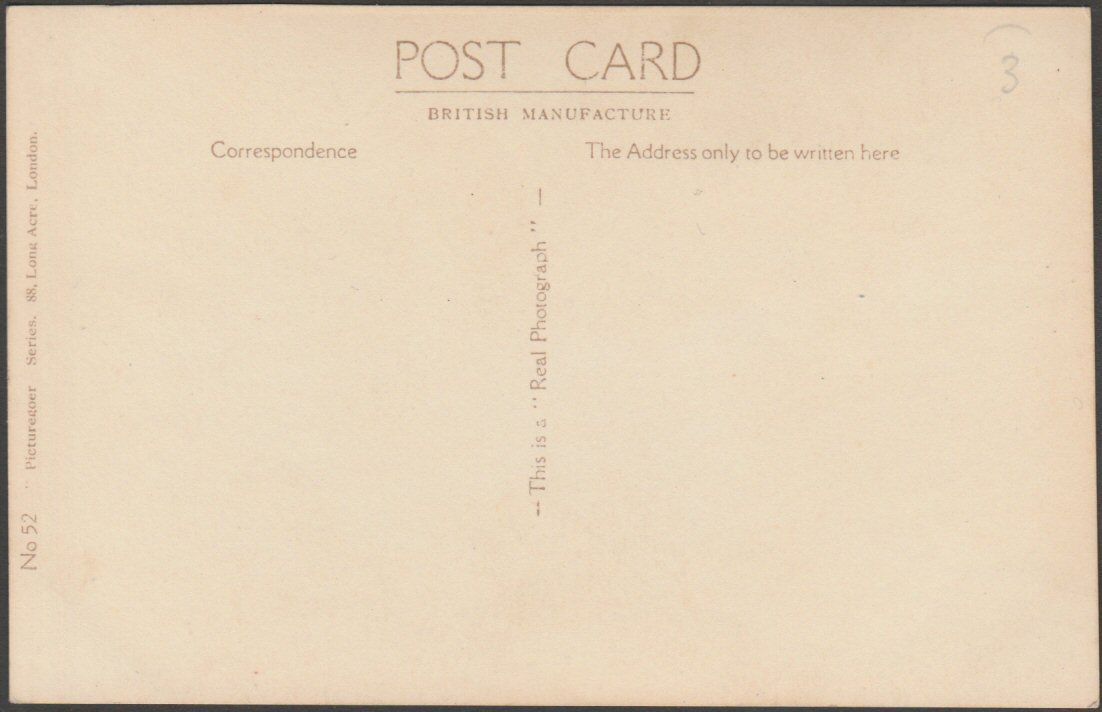 POST CARD
BRITISH MANUFACTURE
3
Correspondence
The Address only to be written here
-- This is a "Real Photograph" —
No 52 Picturegoer Series. 88, Long Acre, London.